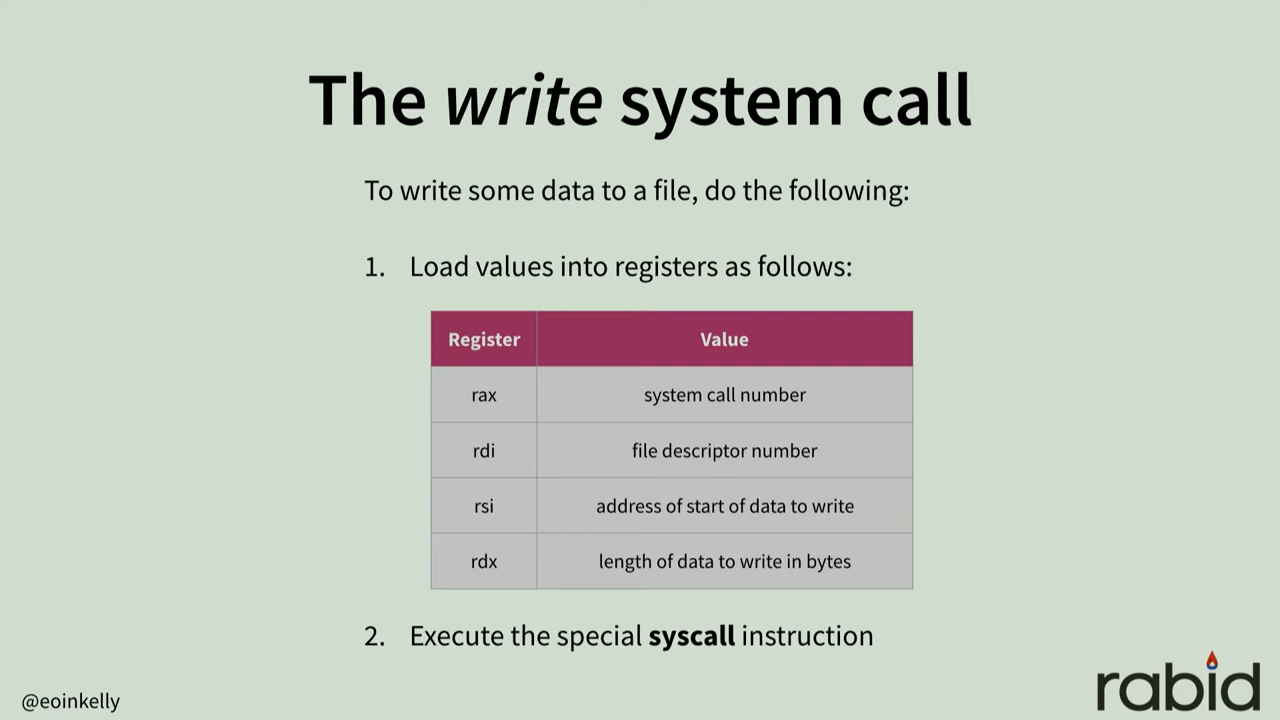 The write system call
To write some data to a file, do the following:
1. Load values into registers as follows:
Register Value
rax system call number
rdi file descriptor number
rsi address of start of data to write
rdx length of data to write in bytes
2. Execute the special syscall instruction
@eoinkelly
rabid